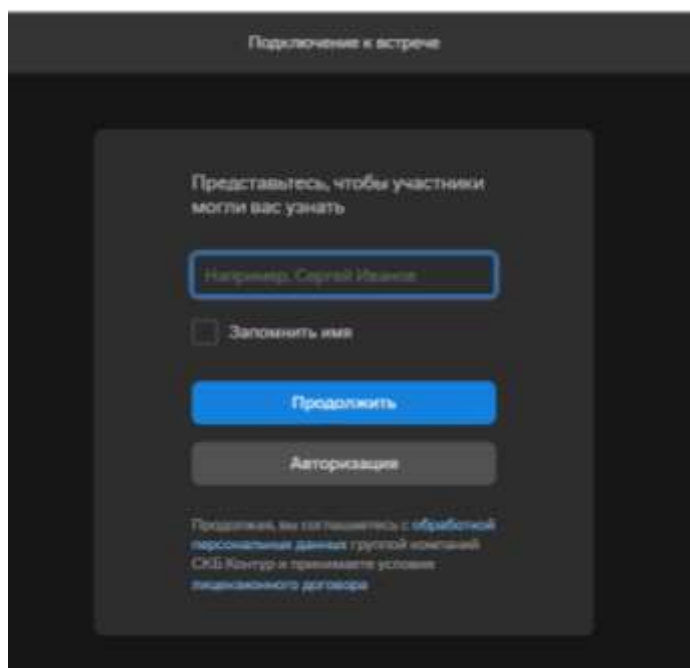 Подключение к встрече
Представьтесь, чтобы участники
могли вас узнать
Например, Сергей Иванов
Запомнить имя
Продолжить
Авторизация
Продолжая, вы соглашаетесь с обработкой
персональных данных группой компаний
СКБ Контур и принимаете условия
лицензионного договора